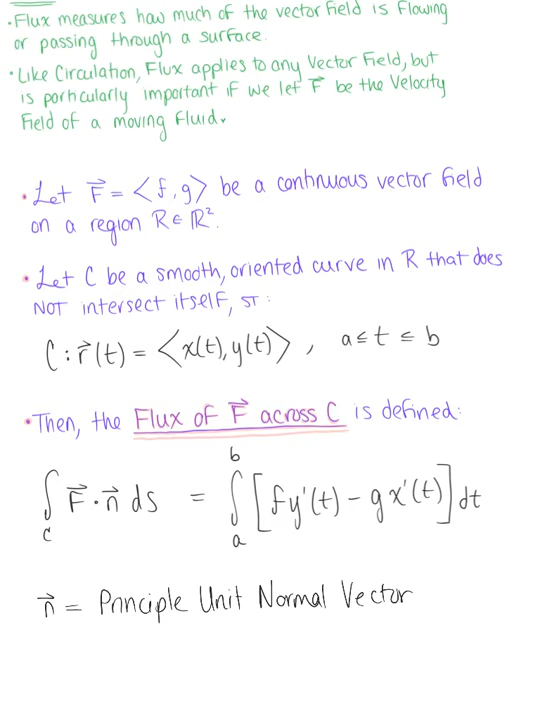 • Flux measures how much of the vector field is flowing
or passing through a surface.
• Like Circulation, Flux applies to any Vector Field, but
is particularly important if we let F⃗ be the Velocity
Field of a moving Fluid.
• Let F⃗ = <f, g> be a continuous vector field
on a region R ∈ ℝ².
• Let C be a smooth, oriented curve in R that does
NOT intersect itself, ST:
C: r⃗(t) = <x(t), y(t)> , a ≤ t ≤ b
• Then, the Flux of F⃗ across C is defined:
∫_C F⃗ · n⃗ ds = ∫_a^b [fy'(t) - gx'(t)] dt
n⃗ = Principle Unit Normal Vector